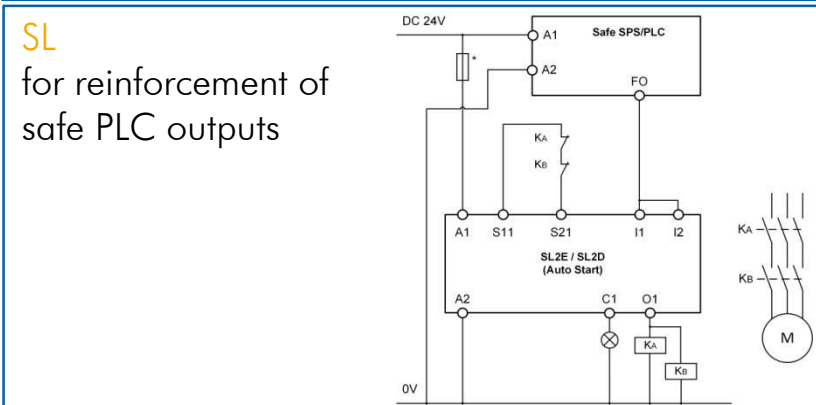 SL
for reinforcement of
safe PLC outputs
DC 24V
A1
Safe SPS/PLC
*
A2
FO
KA
KB
A1
S11
S21
I1
I2
SL2E / SL2D
(Auto Start)
A2
C1
O1
KA
KB
0V
KA
KB
M